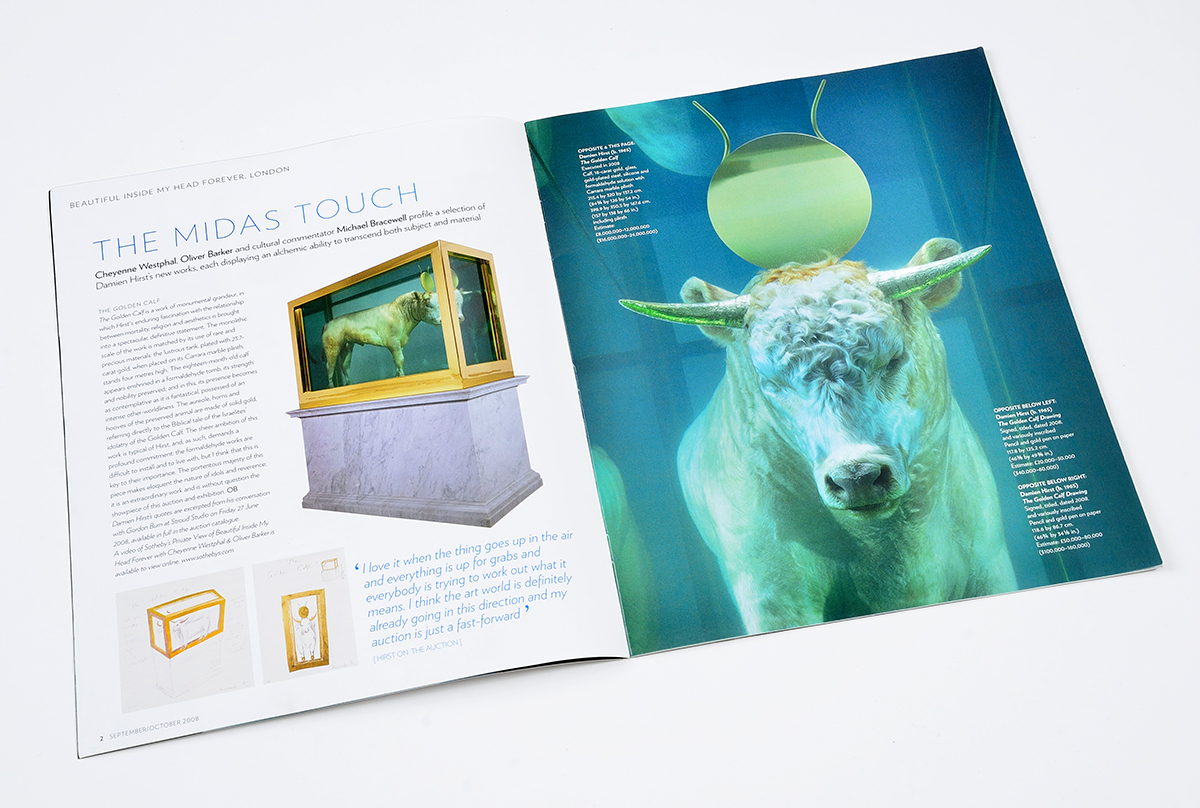 BEAUTIFUL INSIDE MY HEAD FOREVER, LONDON
THE MIDAS TOUCH
Cheyenne Westphal, Oliver Barker and cultural commentator Michael Bracewell profile a selection of
Damien Hirst's new works, each displaying an alchemic ability to transcend both subject and material
THE GOLDEN CALF
The Golden Calf is a work of monumental grandeur, in
which Hirst's enduring fascination with the relationship
between mortality, religion and aesthetics is brought
into a spectacular, definitive statement. The monolithic
scale of the work is matched by its use of rare and
precious materials: the lustrous tank, plated with 23.7-
carat gold, when placed on its Carrara marble plinth,
stands four metres high. The eighteen-month-old calf
appears enshrined in a formaldehyde tomb, its strength
and nobility preserved; and in this, its presence becomes
as contemplative as it is fantastical, possessed of an
intense other-worldliness. The aureole, horns and
hooves of the preserved animal are made of solid gold,
referring directly to the Biblical tale of the Israelites'
idolatry of the Golden Calf. The sheer ambition of this
work is typical of Hirst, and, as such, demands a
profound commitment: the formaldehyde works are
difficult to install and to live with, but I think that this is
key to their importance. The portentous majesty of this
piece makes eloquent the nature of idols and reverence;
it is an extraordinary work and is without question the
showpiece of this auction and exhibition. OB
Damien Hirst's quotes are excerpted from his conversation
with Gordon Burn at Stroud Studio on Friday 27 June
2008, available in full in the auction catalogue
A video of Sotheby's Private View of Beautiful Inside My
Head Forever with Cheyenne Westphal & Oliver Barker is
available to view online. www.sothebys.com
‘ I love it when the thing goes up in the air
and everything is up for grabs and
everybody is trying to work out what it
means. I think the art world is definitely
already going in this direction and my
auction is just a fast-forward ’
[ HIRST ON THE AUCTION ]
2 SEPTEMBER/OCTOBER 2008
OPPOSITE & THIS PAGE:
Damien Hirst (b. 1965)
The Golden Calf
Executed in 2008
Calf, 18-carat gold, glass,
gold-plated steel, silicone and
formaldehyde solution with
Carrara marble plinth
215.4 by 320 by 137.2 cm.
(84¾ by 126 by 54 in.)
398.9 by 350.5 by 167.6 cm.
(157 by 138 by 66 in.)
including plinth
Estimate:
£8,000,000–12,000,000
($16,000,000–24,000,000)
OPPOSITE BELOW LEFT:
Damien Hirst (b. 1965)
The Golden Calf Drawing
Signed, titled, dated 2008,
and variously inscribed
Pencil and gold pen on paper
Estimate: £20,000–30,000
($40,000–60,000)
OPPOSITE BELOW RIGHT:
Damien Hirst (b. 1965)
The Golden Calf Drawing
Signed, titled, dated 2008,
and variously inscribed
Pencil and gold pen on paper
118.6 by 86.7 cm.
Estimate: £50,000–80,000
($100,000–160,000)